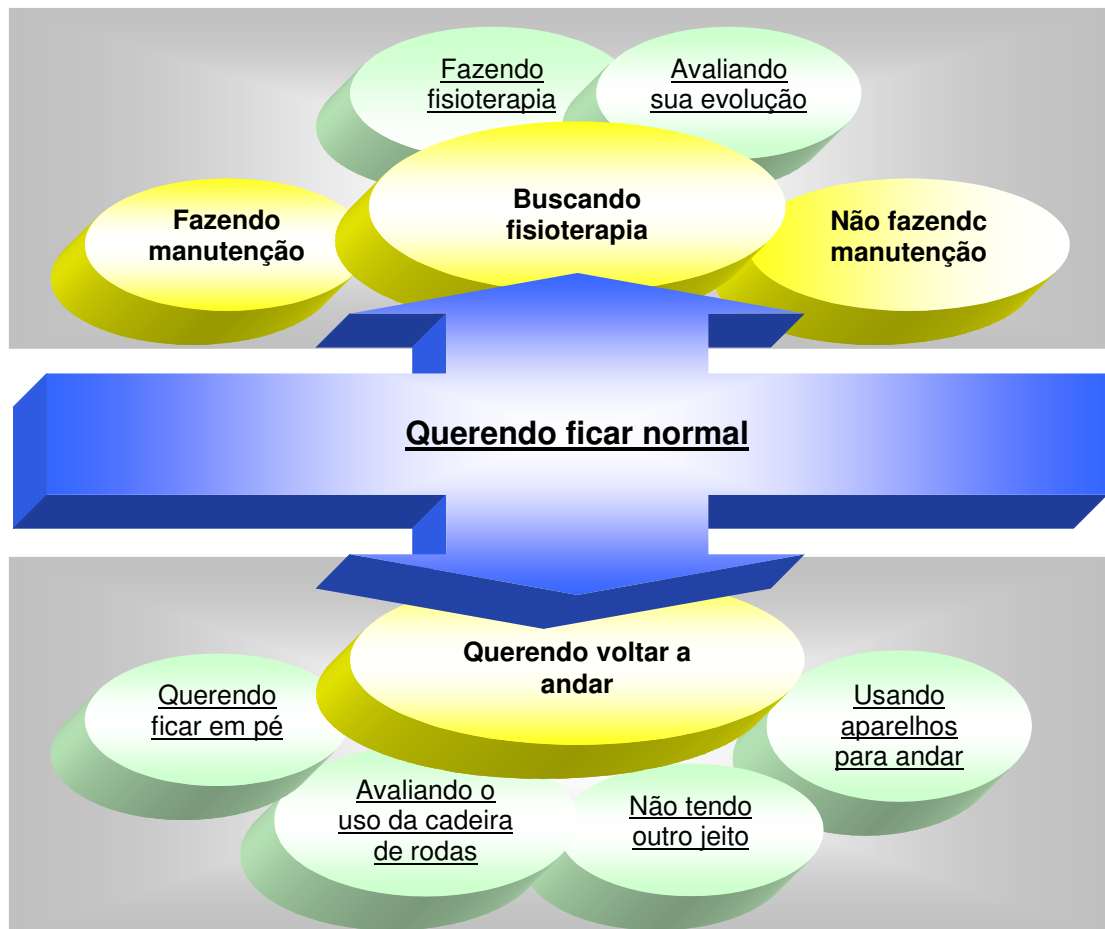 Fazendo
fisioterapia
Avaliando
sua evolução
Fazendo
manutenção
Buscando
fisioterapia
Não fazendc
manutenção
Querendo ficar normal
Querendo voltar a
andar
Querendo
ficar em pé
Usando
aparelhos
para andar
Avaliando o
uso da cadeira
de rodas
Não tendo
outro jeito